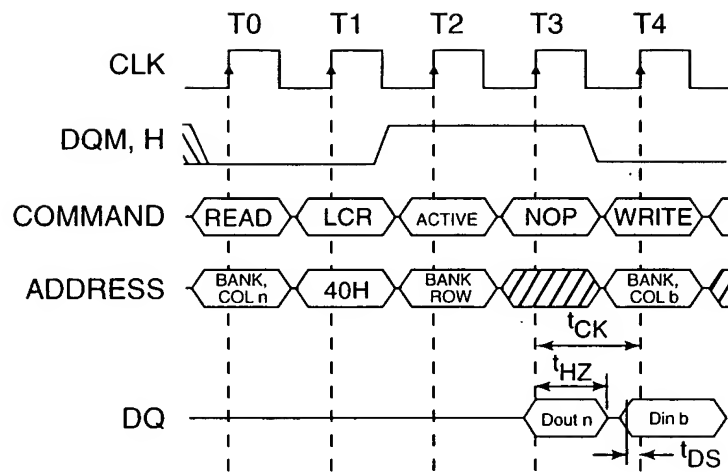 T0 T1 T2 T3 T4
CLK
DQM, H
COMMAND READ LCR ACTIVE NOP WRITE
ADDRESS BANK, COL n 40H BANK ROW BANK, COL b
tCK
tHZ
DQ Dout n Din b
tDS